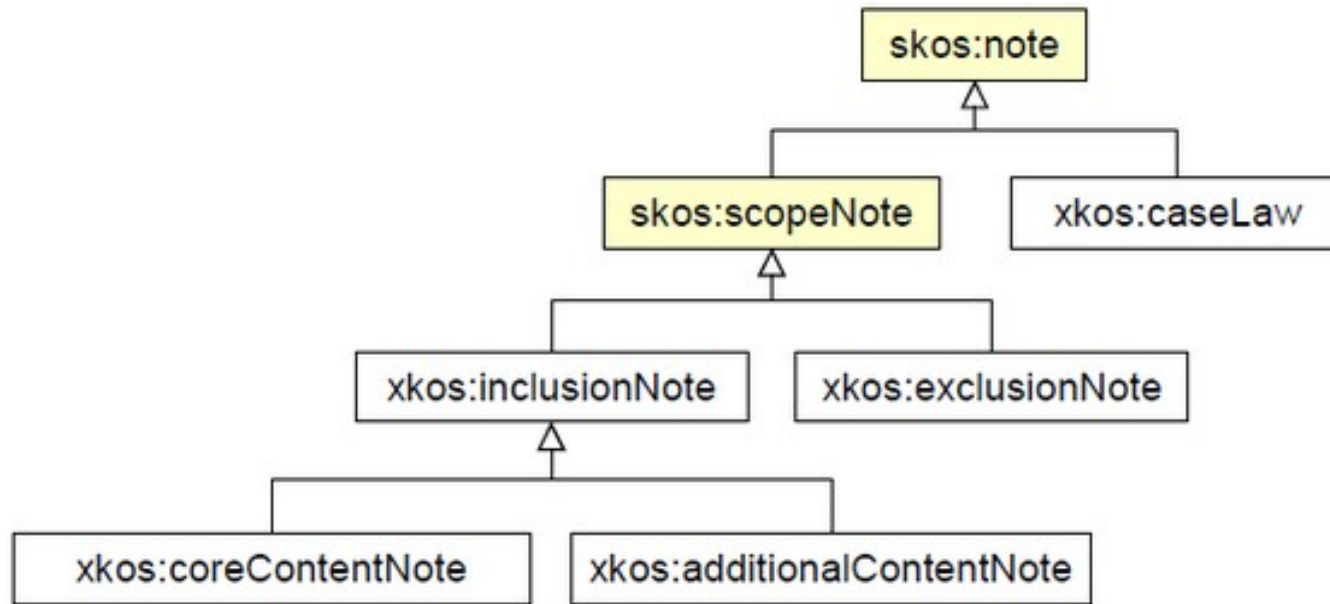 skos:note
skos:scopeNote
xkos:caseLaw
xkos:inclusionNote
xkos:exclusionNote
xkos:coreContentNote
xkos:additionalContentNote